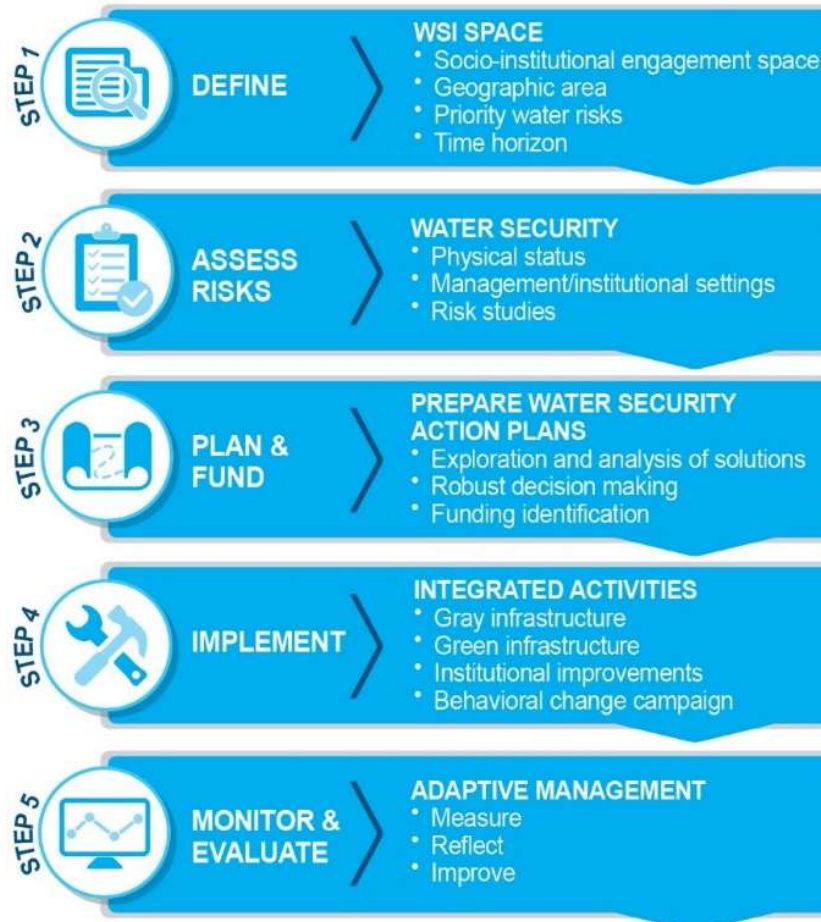 STEP 1
DEFINE
WSI SPACE
• Socio-institutional engagement space
• Geographic area
• Priority water risks
• Time horizon
STEP 2
ASSESS
RISKS
WATER SECURITY
• Physical status
• Management/institutional settings
• Risk studies
STEP 3
PLAN &
FUND
PREPARE WATER SECURITY
ACTION PLANS
• Exploration and analysis of solutions
• Robust decision making
• Funding identification
STEP 4
IMPLEMENT
INTEGRATED ACTIVITIES
• Gray infrastructure
• Green infrastructure
• Institutional improvements
• Behavioral change campaign
STEP 5
MONITOR &
EVALUATE
ADAPTIVE MANAGEMENT
• Measure
• Reflect
• Improve